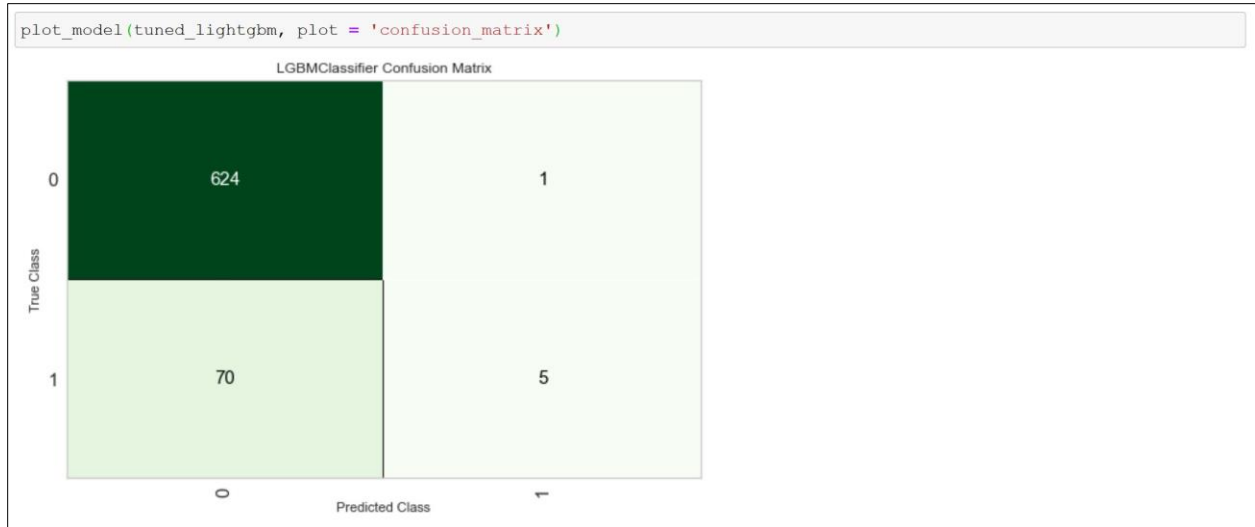 plot_model(tuned_lightgbm, plot = 'confusion_matrix')
LGBMClassifier Confusion Matrix
0
624
1
True Class
1
70
5
0
1
Predicted Class